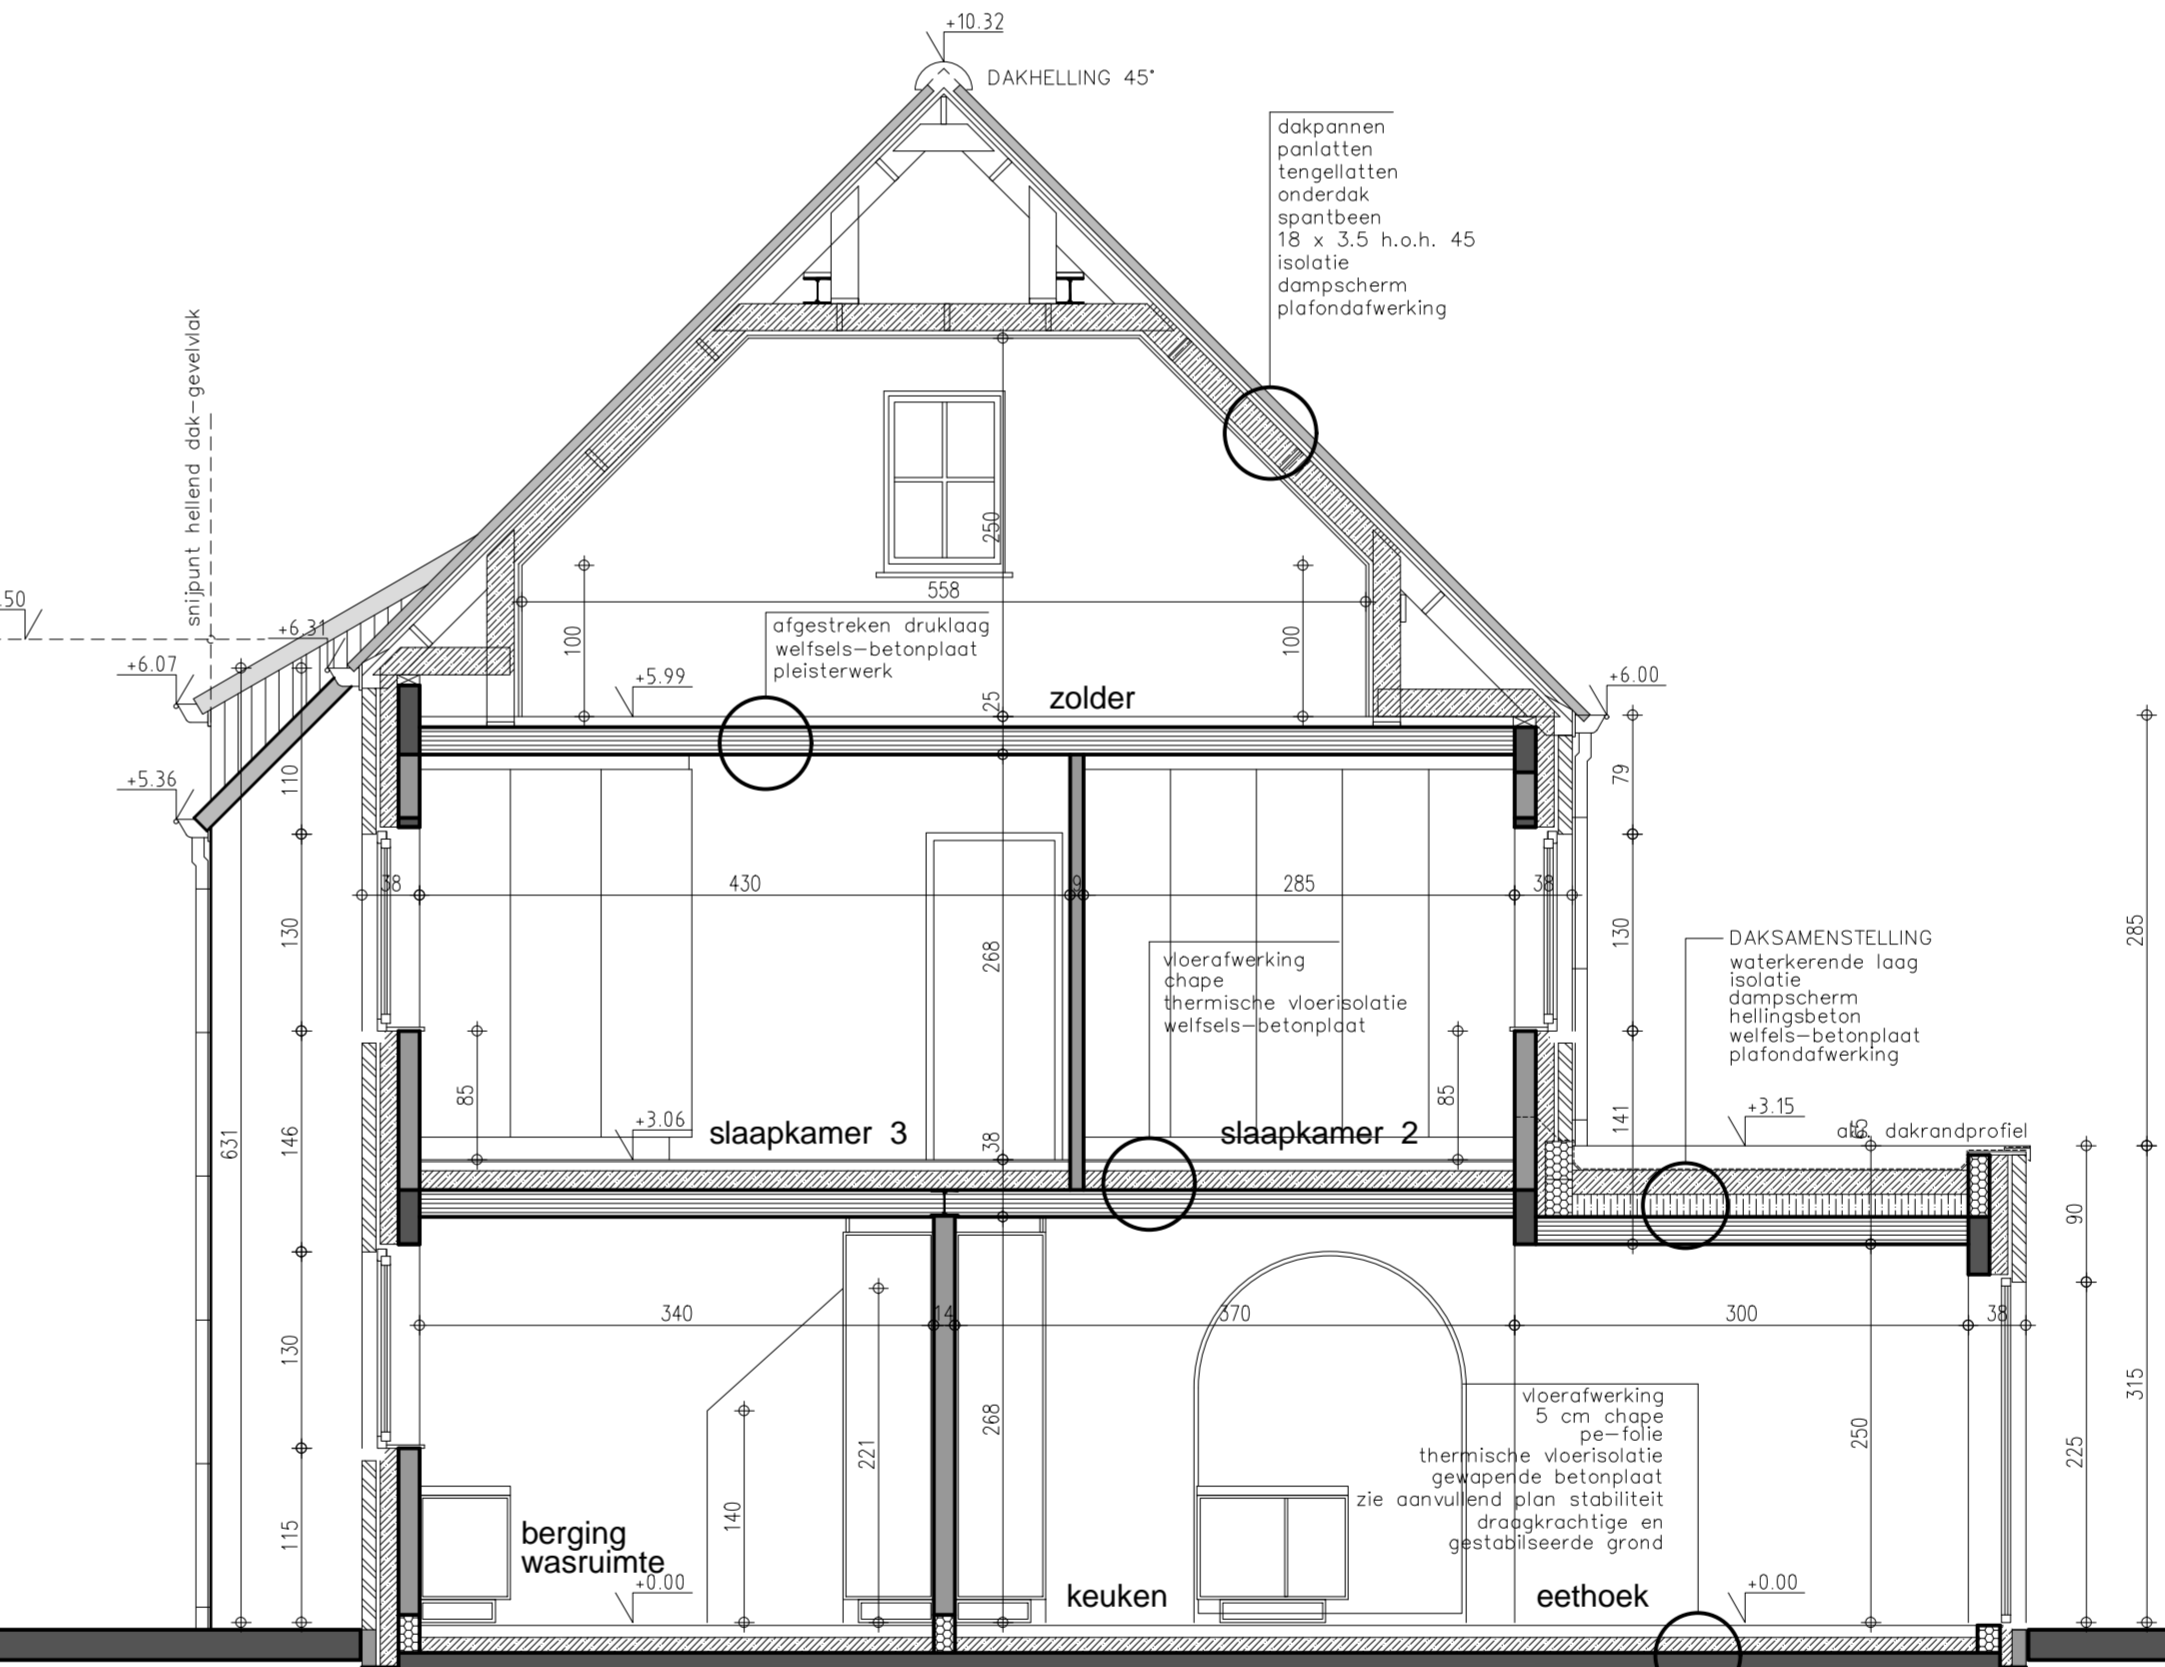 +10.32
DAKHELLING 45°
dakpannen
panlatten
tengellatten
onderdak
spantbeen
18 x 3.5 h.o.h. 45
isolatie
dampscherm
plafondafwerking
snijpunt hellend dak-gevelvlak
.50
+6.31
+6.07
+5.36
250
558
100
100
afgestreken druklaag
welfsels-betonplaat
pleisterwerk
+5.99
25
zolder
+6.00
110
79
38
430
9
285
38
130
268
130
285
vloerafwerking
chape
thermische vloerisolatie
welfsels-betonplaat
DAKSAMENSTELLING
waterkerende laag
isolatie
dampscherm
hellingsbeton
welfels-betonplaat
plafondafwerking
85
85
+3.06
slaapkamer 3
38
slaapkamer 2
141
+3.15
65
dakrandprofiel
631
146
90
340
14
370
300
38
130
221
268
250
225
315
140
115
vloerafwerking
5 cm chape
pe-folie
thermische vloerisolatie
gewapende betonplaat
zie aanvullend plan stabiliteit
draagkrachtige en
gestabilseerde grond
berging
wasruimte
+0.00
keuken
eethoek
+0.00